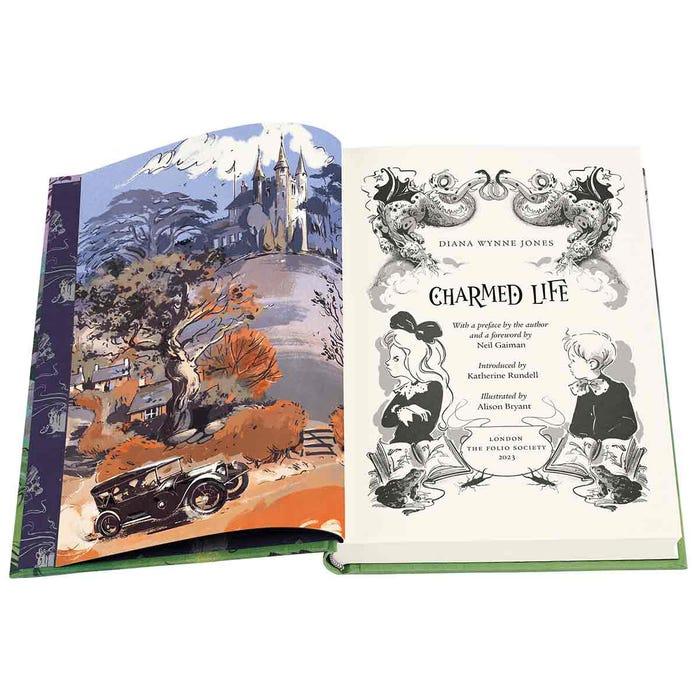 DIANA WYNNE JONES
CHARMED LIFE
With a preface by the author
and a foreword by
Neil Gaiman
Introduced by
Katherine Rundell
Illustrated by
Alison Bryant
LONDON
THE FOLIO SOCIETY
2023